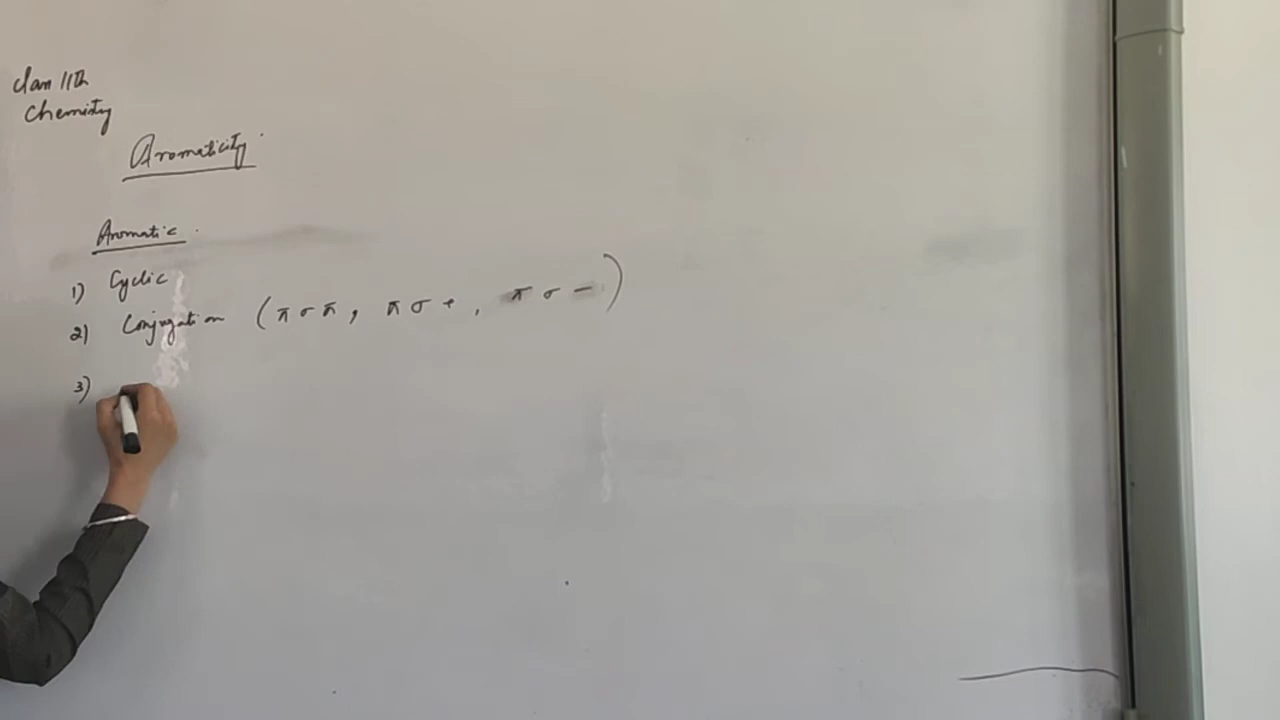 Class 11th
Chemistry
Aromaticity
Aromatic
1) Cyclic
2) Conjugation (π σ π, π σ +, π σ -)
3)